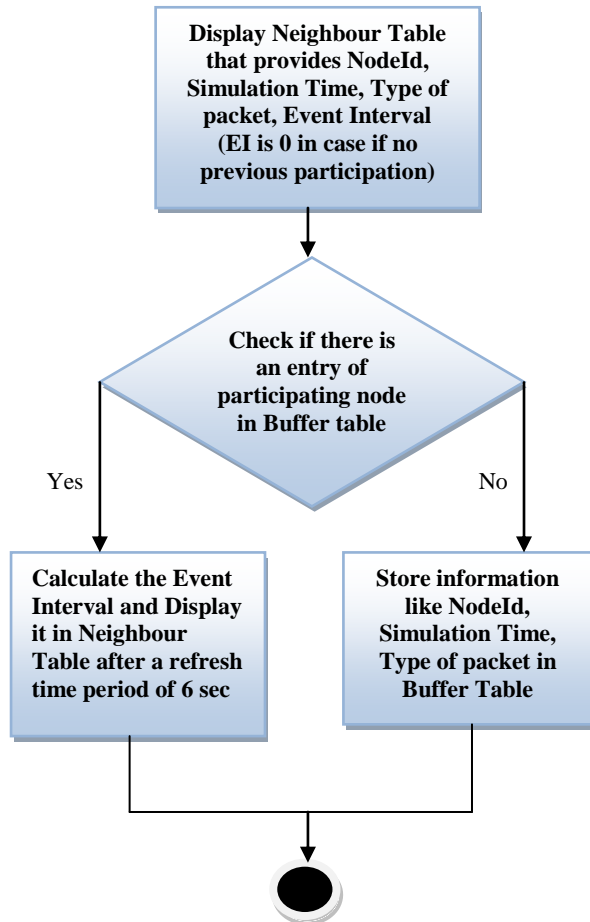 Display Neighbour Table
that provides NodeId,
Simulation Time, Type of
packet, Event Interval
(EI is 0 in case if no
previous participation)
Check if there is
an entry of
participating node
in Buffer table
Yes
No
Calculate the Event
Interval and Display
it in Neighbour
Table after a refresh
time period of 6 sec
Store information
like NodeId,
Simulation Time,
Type of packet in
Buffer Table